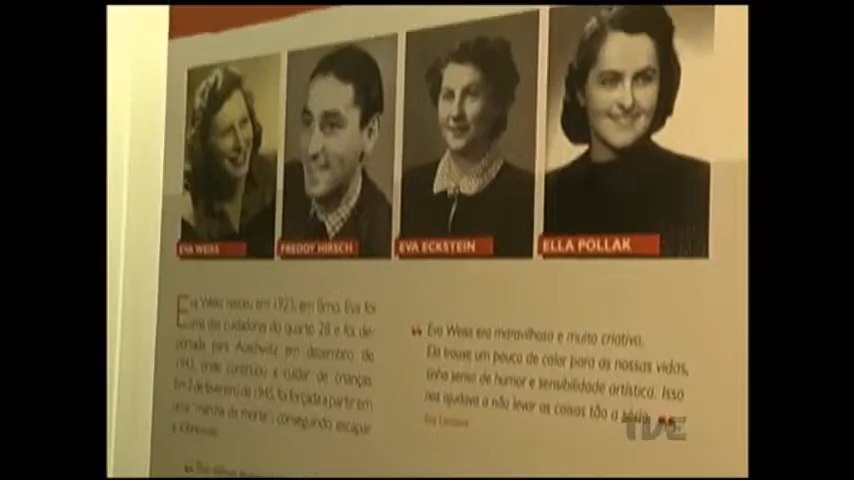 EVA WEISS
FREDDY HIRSCH
EVA ECKSTEIN
ELLA POLLAK
Eva Weiss nasceu em 1923, em Brno. Eva foi
uma das cuidadoras do quarto 28 e foi de-
portada para Auschwitz em dezembro de
1943, onde continuou a cuidar de crianças.
Em 2 de fevereiro de 1945, foi forçada a partir em
uma "marcha da morte", conseguindo escapar
e
“ Eva Weiss era maravilhosa e muito criativa.
Ela trouxe um pouco de calor para as nossas vidas,
tinha senso de humor e sensibilidade artística. Isso
nos ajudava a não levar as coisas tão a sério. ”
TVE
“ Eva